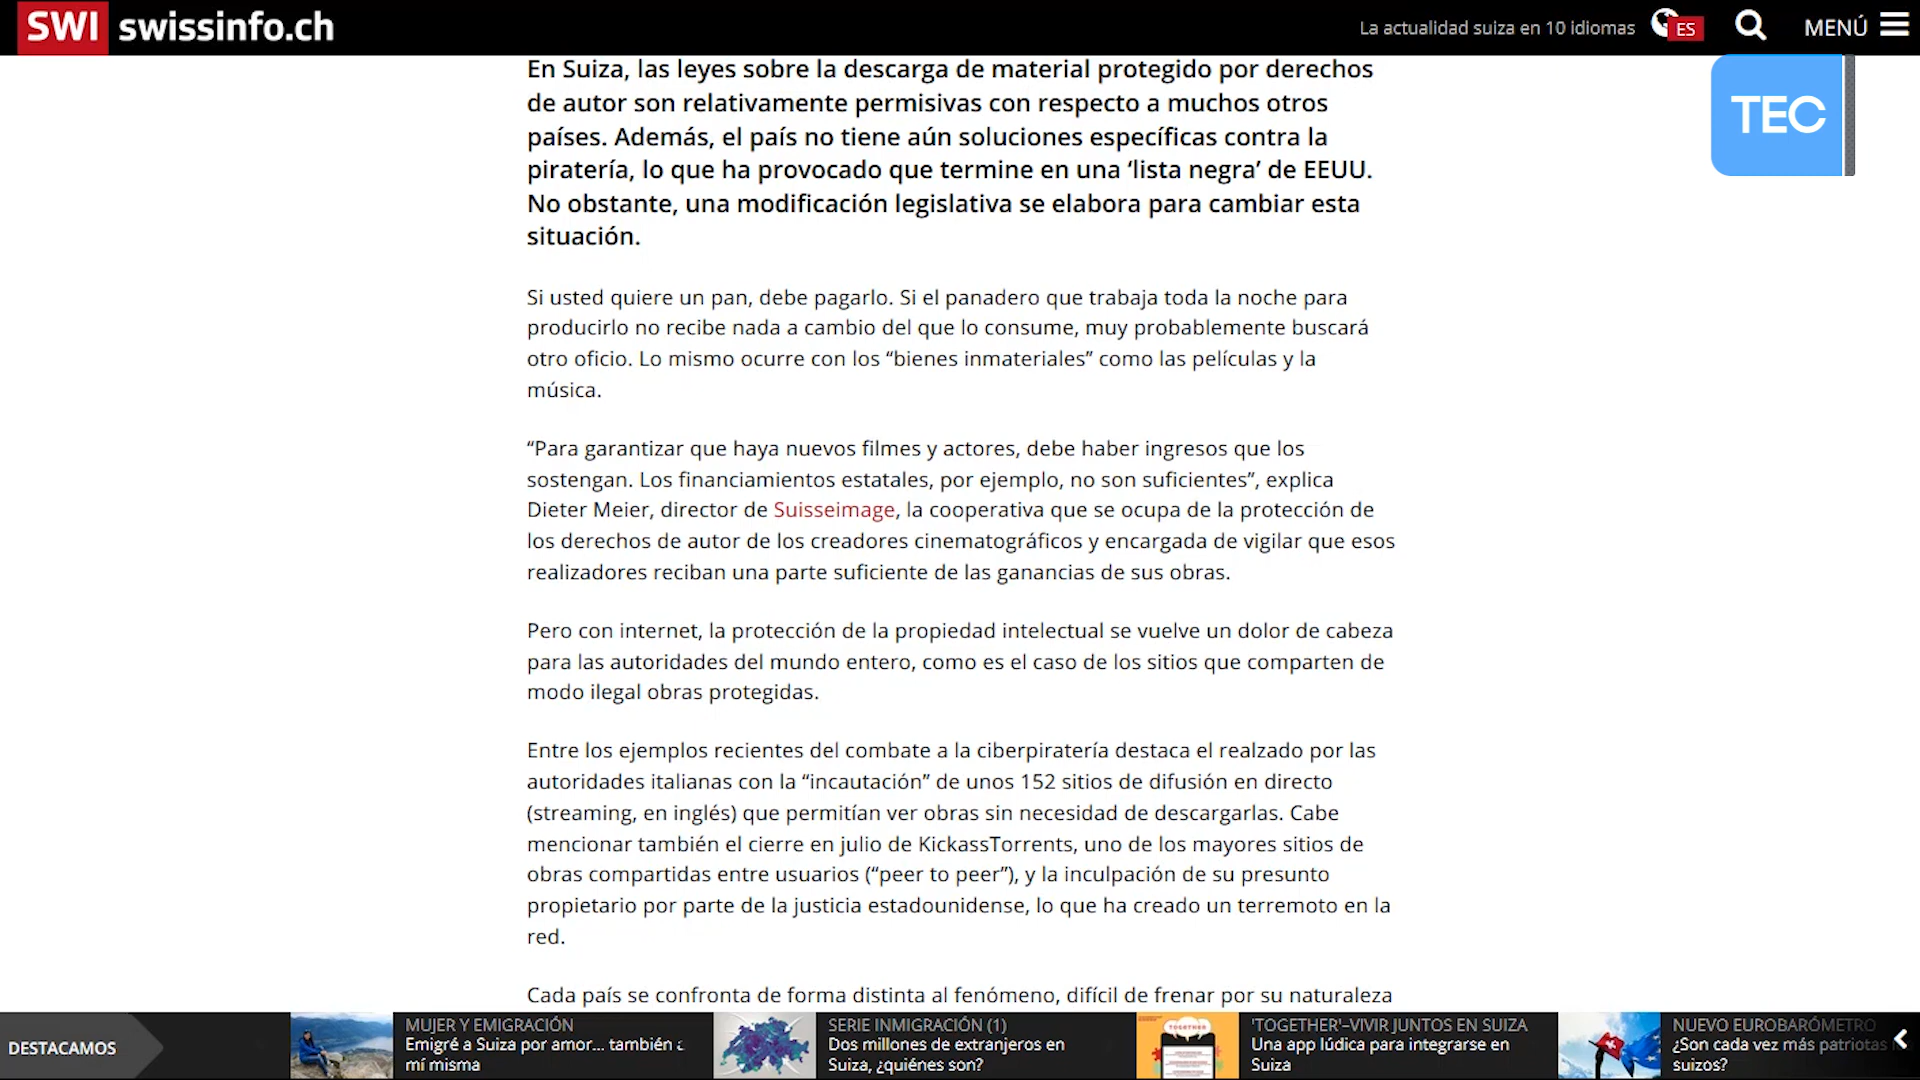 SWI swissinfo.ch
La actualidad suiza en 10 idiomas
ES
MENÚ
TEC
En Suiza, las leyes sobre la descarga de material protegido por derechos
de autor son relativamente permisivas con respecto a muchos otros
países. Además, el país no tiene aún soluciones específicas contra la
piratería, lo que ha provocado que termine en una ‘lista negra’ de EEUU.
No obstante, una modificación legislativa se elabora para cambiar esta
situación.
Si usted quiere un pan, debe pagarlo. Si el panadero que trabaja toda la noche para
producirlo no recibe nada a cambio del que lo consume, muy probablemente buscará
otro oficio. Lo mismo ocurre con los “bienes inmateriales” como las películas y la
música.
“Para garantizar que haya nuevos filmes y actores, debe haber ingresos que los
sostengan. Los financiamientos estatales, por ejemplo, no son suficientes”, explica
Dieter Meier, director de Suisseimage, la cooperativa que se ocupa de la protección de
los derechos de autor de los creadores cinematográficos y encargada de vigilar que esos
realizadores reciban una parte suficiente de las ganancias de sus obras.
Pero con internet, la protección de la propiedad intelectual se vuelve un dolor de cabeza
para las autoridades del mundo entero, como es el caso de los sitios que comparten de
modo ilegal obras protegidas.
Entre los ejemplos recientes del combate a la ciberpiratería destaca el realzado por las
autoridades italianas con la “incautación” de unos 152 sitios de difusión en directo
(streaming, en inglés) que permitían ver obras sin necesidad de descargarlas. Cabe
mencionar también el cierre en julio de KickassTorrents, uno de los mayores sitios de
obras compartidas entre usuarios (“peer to peer”), y la inculpación de su presunto
propietario por parte de la justicia estadounidense, lo que ha creado un terremoto en la
red.
Cada país se confronta de forma distinta al fenómeno, difícil de frenar por su naturaleza
DESTACAMOS
MUJER Y EMIGRACIÓN
Emigré a Suiza por amor... también
mí misma
SERIE INMIGRACIÓN (1)
Dos millones de extranjeros en
Suiza, ¿quiénes son?
TOGETHER
'TOGETHER'–VIVIR JUNTOS EN SUIZA
Una app lúdica para integrarse en
Suiza
NUEVO EUROBARÓMETRO
¿Son cada vez más patriotas
suizos?